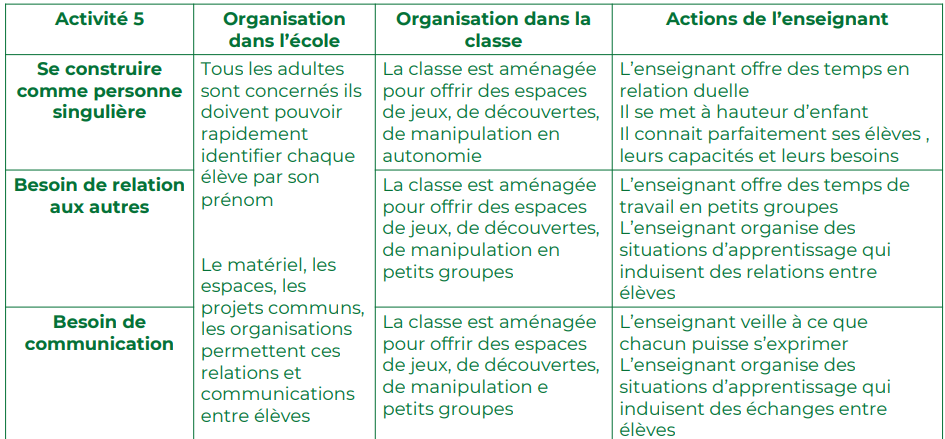 Activité 5
Organisation
dans l’école
Organisation dans la
classe
Actions de l’enseignant
Se construire
comme personne
singulière
Tous les adultes
sont concernés ils
doivent pouvoir
rapidement
identifier chaque
élève par son
prénom
La classe est aménagée
pour offrir des espaces
de jeux, de découvertes,
de manipulation en
autonomie
L’enseignant offre des temps en
relation duelle
Il se met à hauteur d’enfant
Il connait parfaitement ses élèves ,
leurs capacités et leurs besoins
Besoin de relation
aux autres
La classe est aménagée
pour offrir des espaces
de jeux, de découvertes,
de manipulation en
petits groupes
L’enseignant offre des temps de
travail en petits groupes
L’enseignant organise des
situations d’apprentissage qui
induisent des relations entre
élèves
Le matériel, les
espaces, les
projets communs,
les organisations
permettent ces
relations et
communications
entre élèves
Besoin de
communication
La classe est aménagée
pour offrir des espaces
de jeux, de découvertes,
de manipulation e
petits groupes
L’enseignant veille à ce que
chacun puisse s’exprimer
L’enseignant organise des
situations d’apprentissage qui
induisent des échanges entre
élèves